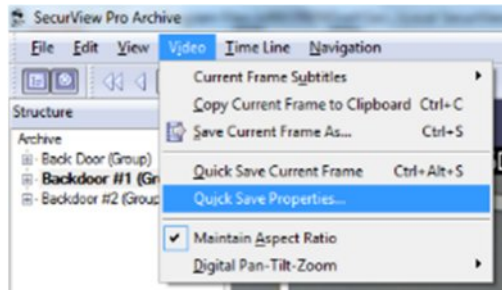 SecurView Pro Archive
File Edit View Video Time Line Navigation
Current Frame Subtitles
Copy Current Frame to Clipboard Ctrl+C
Save Current Frame As... Ctrl+S
Quick Save Current Frame Ctrl+Alt+S
Quick Save Properties...
Maintain Aspect Ratio
Digital Pan-Tilt-Zoom
Structure
Archive
Back Door (Group)
Backdoor #1 (Gr
Backdoor #2 (Group